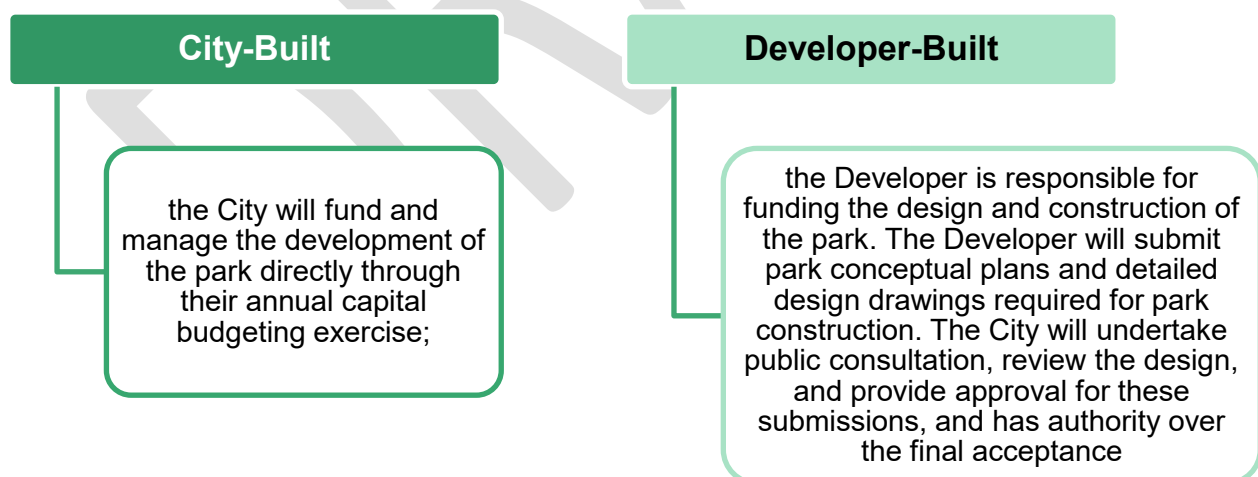 City-Built
the City will fund and
manage the development of
the park directly through
their annual capital
budgeting exercise;
Developer-Built
the Developer is responsible for
funding the design and construction of
the park. The Developer will submit
park conceptual plans and detailed
design drawings required for park
construction. The City will undertake
public consultation, review the design,
and provide approval for these
submissions, and has authority over
the final acceptance